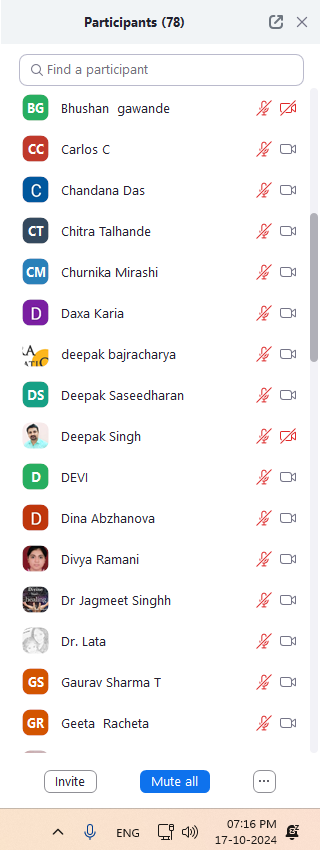 Participants (78)
Find a participant
BG Bhushan  gawande
CC Carlos C
C Chandana Das
CT Chitra Talhande
CM Churnika Mirashi
D Daxa Karia
deepak bajracharya
DS Deepak Saseedharan
Deepak Singh
D DEVI
D Dina Abzhanova
Divya Ramani
Dr Jagmeet Singhh
Dr. Lata
GS Gaurav Sharma T
GR Geeta  Racheta
Invite Mute all ...
ENG 07:16 PM
17-10-2024